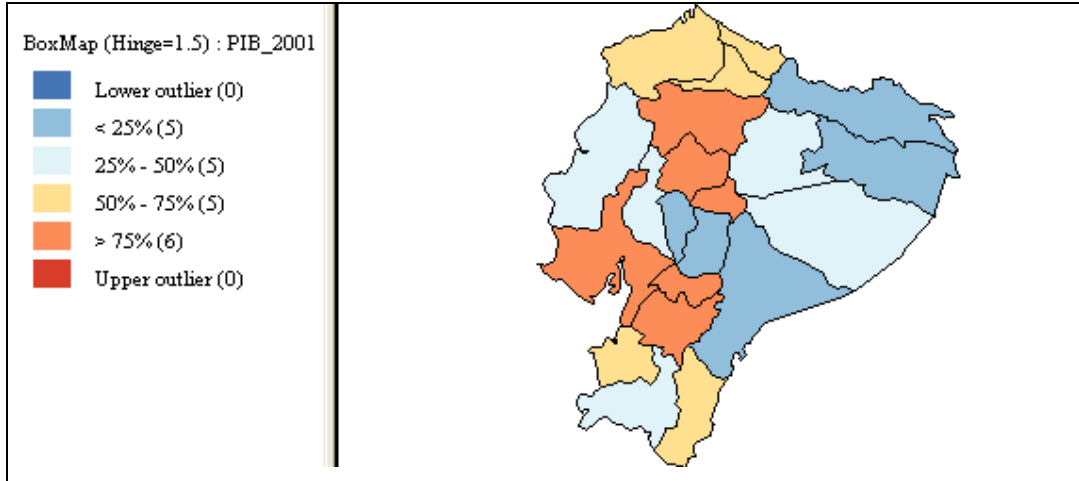 BoxMap (Hinge=1.5) : PIB_2001
Lower outlier (0)
< 25% (5)
25% - 50% (5)
50% - 75% (5)
> 75% (6)
Upper outlier (0)